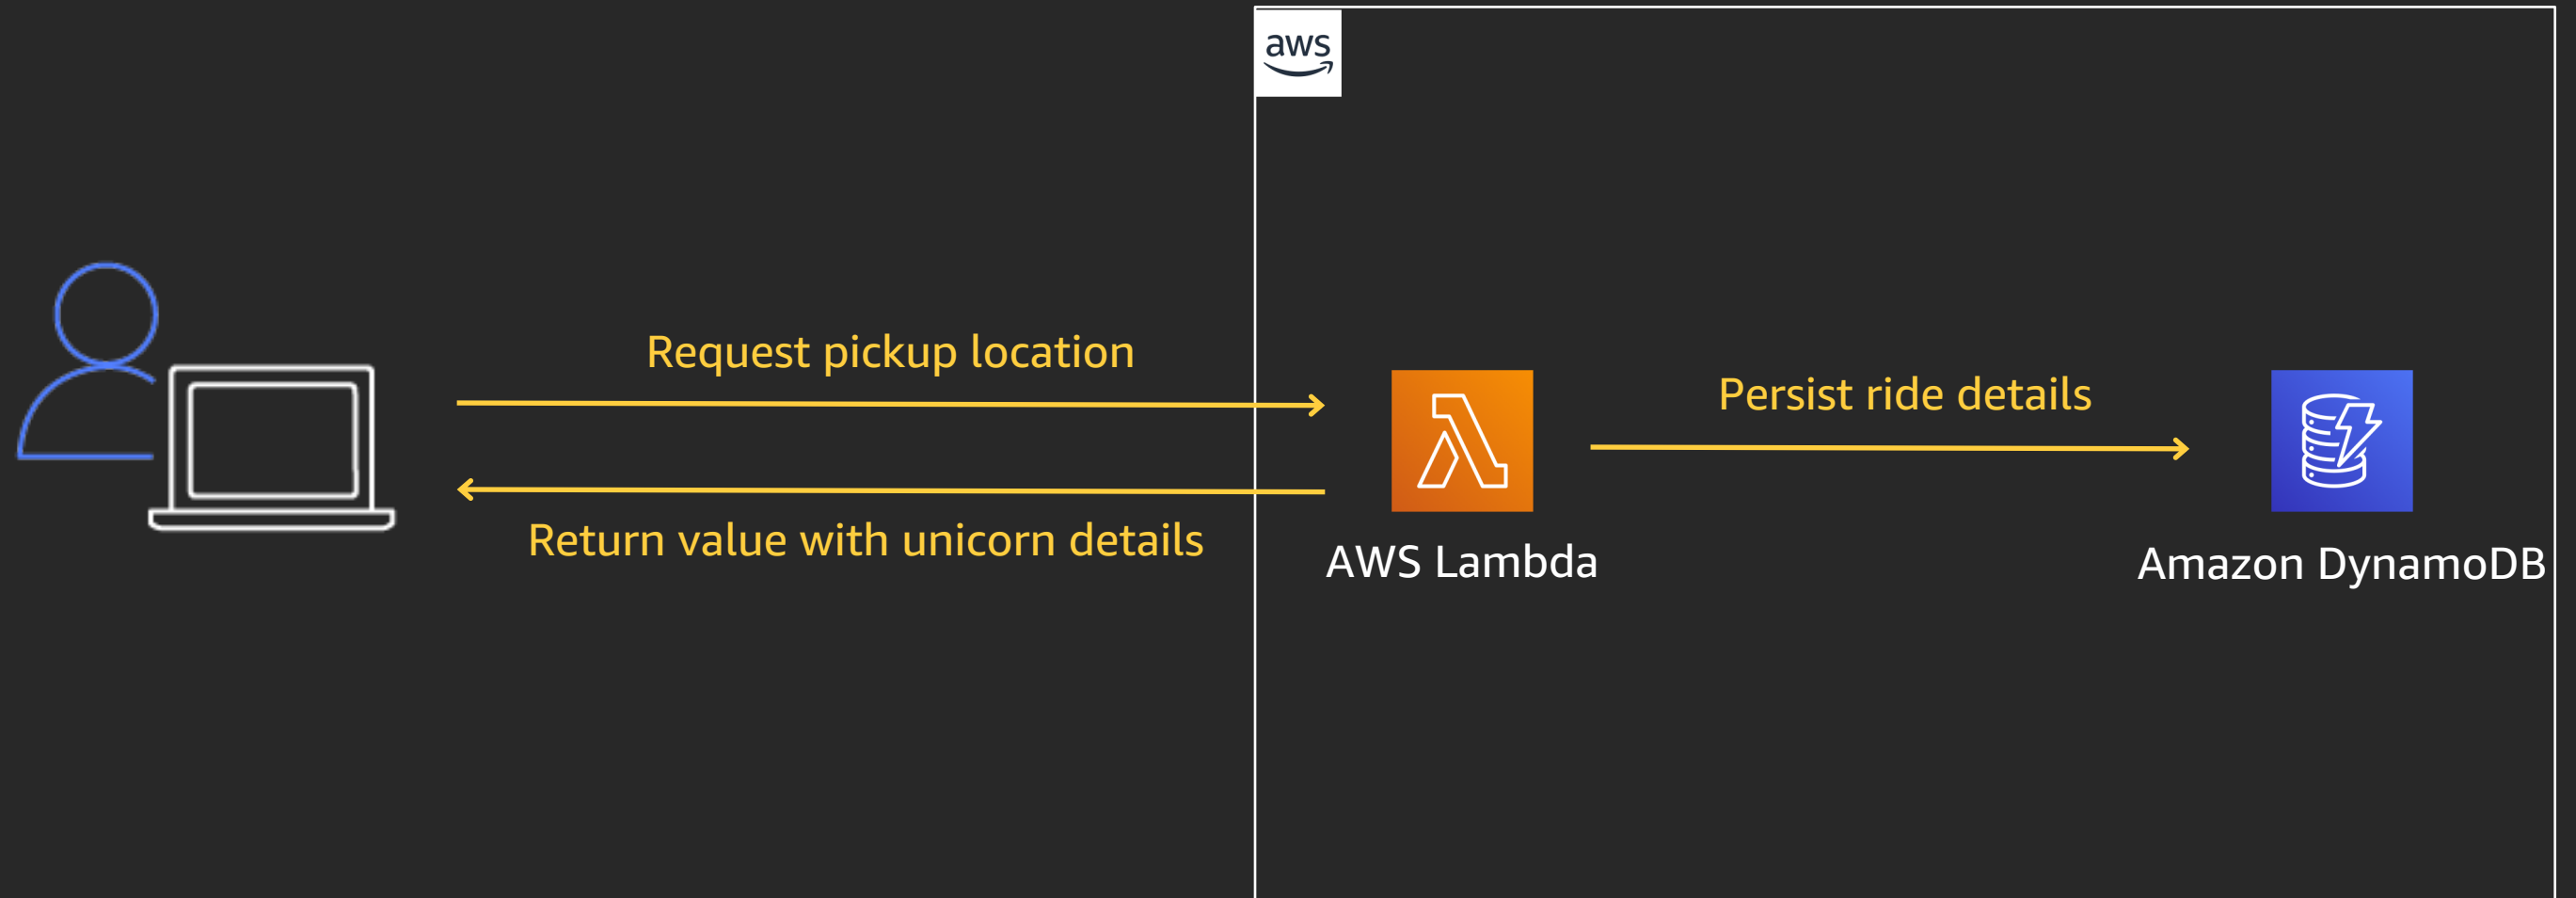 aws
Request pickup location
Persist ride details
Return value with unicorn details
AWS Lambda
Amazon DynamoDB